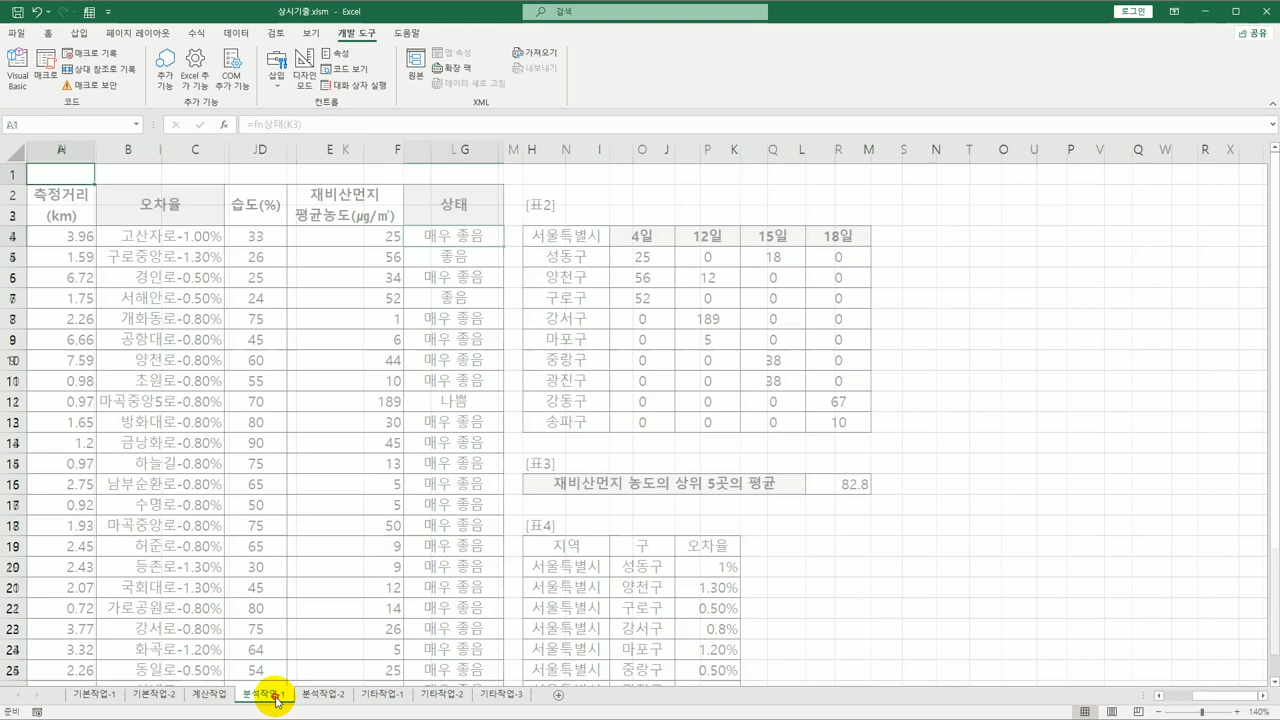 상시기출.xlsm - Excel
검색
로그인
파일 홈 삽입 페이지 레이아웃 수식 데이터 검토 보기 개발 도구 도움말
공유
Visual Basic
매크로
매크로 기록
상대 참조로 기록
매크로 보안
코드
추가 기능
Excel 추가 기능
COM 추가 기능
추가 기능
삽입
디자인 모드
속성
코드 보기
대화 상자 실행
컨트롤
원본
맵 속성
확장 팩
데이터 새로 고침
가져오기
내보내기
XML
=fn상태(K3)
측정거리 (km) 오차율 습도(%) 재비산먼지 평균농도(㎍/㎥) 상태 [표2]
3.96 고산자로-1.00% 33 25 매우 좋음 서울특별시 4일 12일 15일 18일
1.59 구로중앙로-1.30% 26 56 좋음 성동구 25 0 18 0
6.72 경인로-0.50% 25 34 매우 좋음 양천구 56 12 0 0
1.75 서해안로-0.50% 24 52 좋음 구로구 52 0 0 0
2.26 개화동로-0.80% 75 1 매우 좋음 강서구 0 189 0 0
6.66 공항대로-0.80% 45 6 매우 좋음 마포구 0 5 0 0
7.59 양천로-0.80% 60 44 매우 좋음 중랑구 0 0 38 0
0.98 초원로-0.80% 55 10 매우 좋음 광진구 0 0 38 0
0.97 마곡중앙5로-0.80% 70 189 나쁨 강동구 0 0 0 67
1.65 방화대로-0.80% 80 30 매우 좋음 송파구 0 0 0 10
1.2 금낭화로-0.80% 90 45 매우 좋음
0.97 하늘길-0.80% 75 13 매우 좋음 [표3]
2.75 남부순환로-0.80% 65 5 매우 좋음 재비산먼지 농도의 상위 5곳의 평균 82.8
0.92 수명로-0.80% 50 5 매우 좋음
1.93 마곡중앙로-0.80% 75 50 매우 좋음 [표4]
2.45 허준로-0.80% 65 9 매우 좋음 지역 구 오차율
2.43 등촌로-1.30% 30 9 매우 좋음 서울특별시 성동구 1%
2.07 국회대로-1.30% 45 12 매우 좋음 서울특별시 양천구 1.30%
0.72 가로공원로-0.80% 80 14 매우 좋음 서울특별시 구로구 0.50%
3.77 강서로-0.80% 75 26 매우 좋음 서울특별시 강서구 0.8%
3.32 화곡로-1.20% 64 5 매우 좋음 서울특별시 마포구 1.20%
2.26 동일로-0.50% 54 25 매우 좋음 서울특별시 중랑구 0.50%
기본작업-1 기본작업-2 계산작업 분석작업-1 분석작업-2 기타작업-1 기타작업-2 기타작업-3
준비
140%